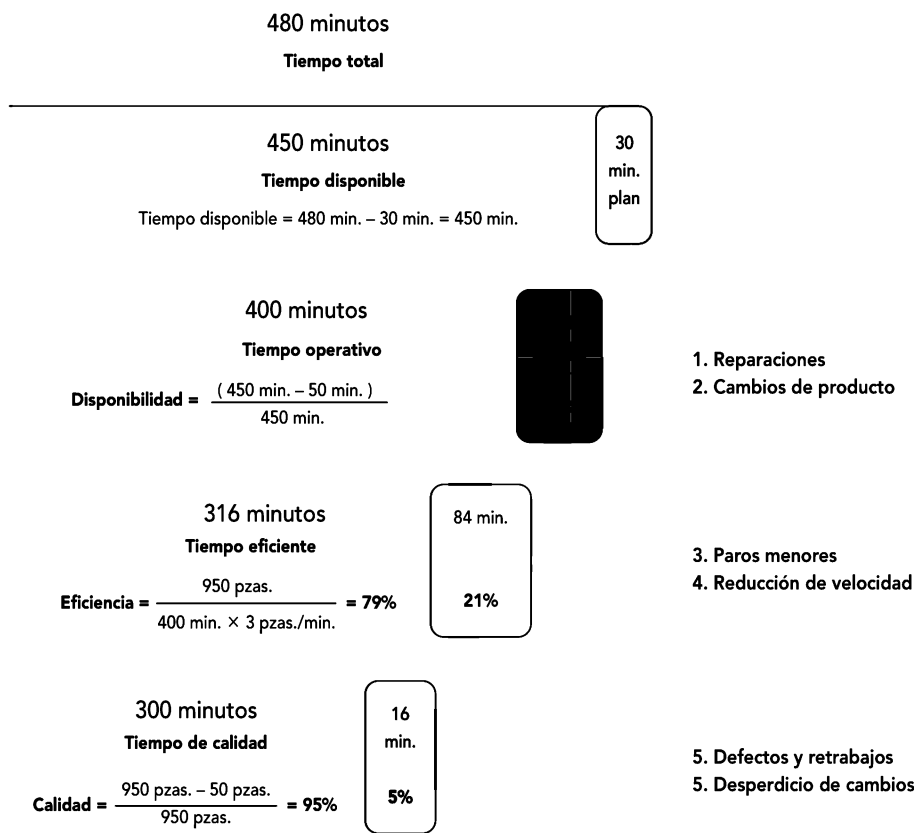 480 minutos
Tiempo total
450 minutos
Tiempo disponible
Tiempo disponible = 480 min. – 30 min. = 450 min.
30
min.
plan
400 minutos
Tiempo operativo
Disponibilidad = ( 450 min. – 50 min. )
450 min.
1. Reparaciones
2. Cambios de producto
316 minutos
Tiempo eficiente
950 pzas.
Eficiencia = = 79%
400 min. × 3 pzas./min.
84 min.
21%
3. Paros menores
4. Reducción de velocidad
300 minutos
Tiempo de calidad
950 pzas. – 50 pzas.
Calidad = = 95%
950 pzas.
16
min.
5%
5. Defectos y retrabajos
5. Desperdicio de cambios